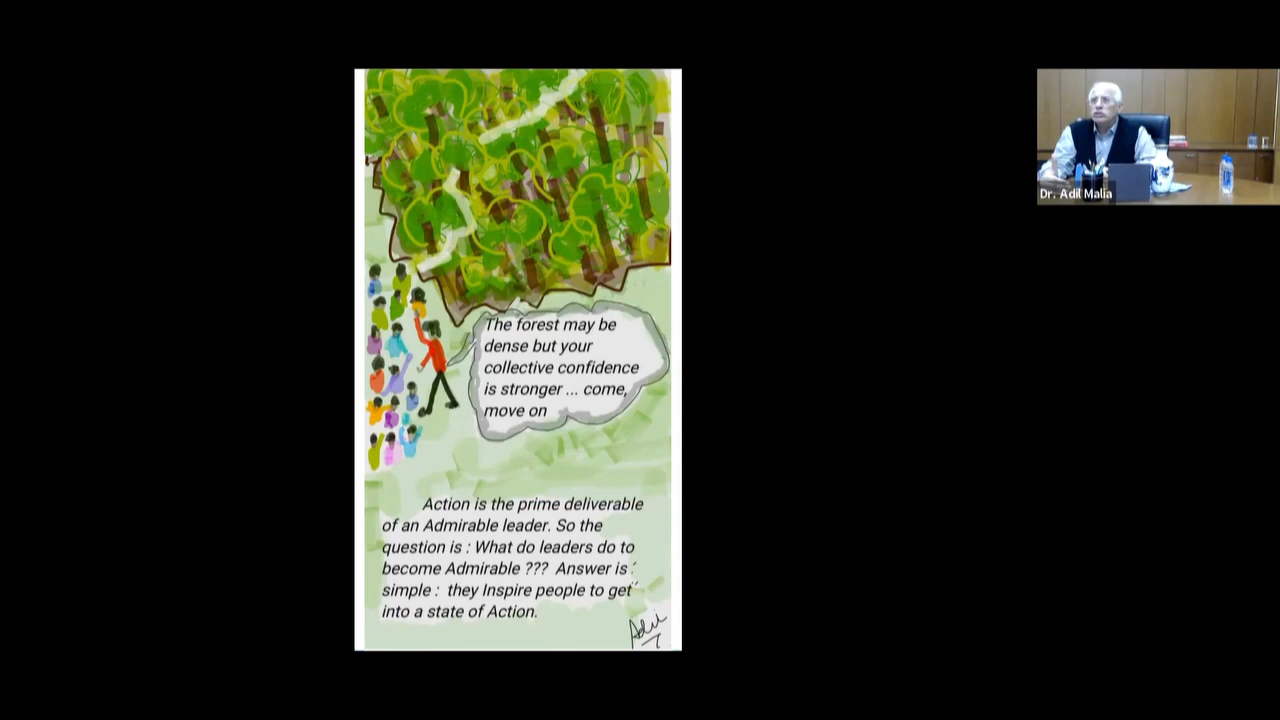 The forest may be
dense but your
collective confidence
is stronger ... come,
move on
Action is the prime deliverable
of an Admirable leader. So the
question is : What do leaders do to
become Admirable ??? Answer is :
simple : they Inspire people to get
into a state of Action.
Adil
Dr. Adil Malia